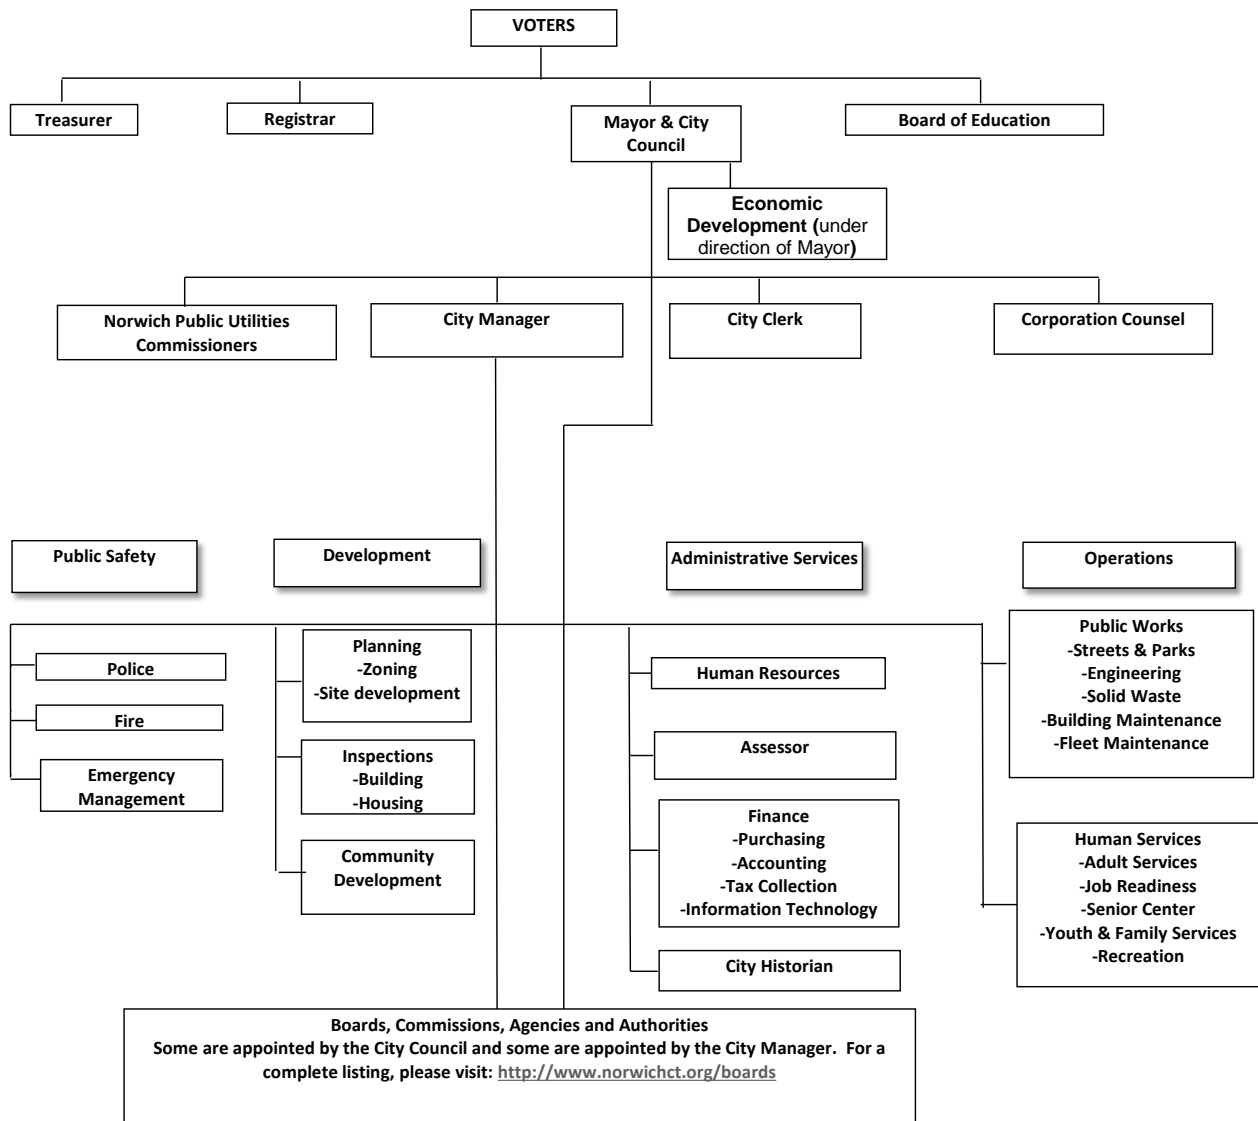 VOTERS
Treasurer
Registrar
Mayor & City
Council
Board of Education
Economic
Development (under
direction of Mayor)
Norwich Public Utilities
Commissioners
City Manager
City Clerk
Corporation Counsel
Public Safety
Development
Administrative Services
Operations
Police
Fire
Emergency
Management
Planning
-Zoning
-Site development
Inspections
-Building
-Housing
Community
Development
Human Resources
Assessor
Finance
-Purchasing
-Accounting
-Tax Collection
-Information Technology
City Historian
Public Works
-Streets & Parks
-Engineering
-Solid Waste
-Building Maintenance
-Fleet Maintenance
Human Services
-Adult Services
-Job Readiness
-Senior Center
-Youth & Family Services
-Recreation
Boards, Commissions, Agencies and Authorities
Some are appointed by the City Council and some are appointed by the City Manager.  For a
complete listing, please visit: http://www.norwichct.org/boards